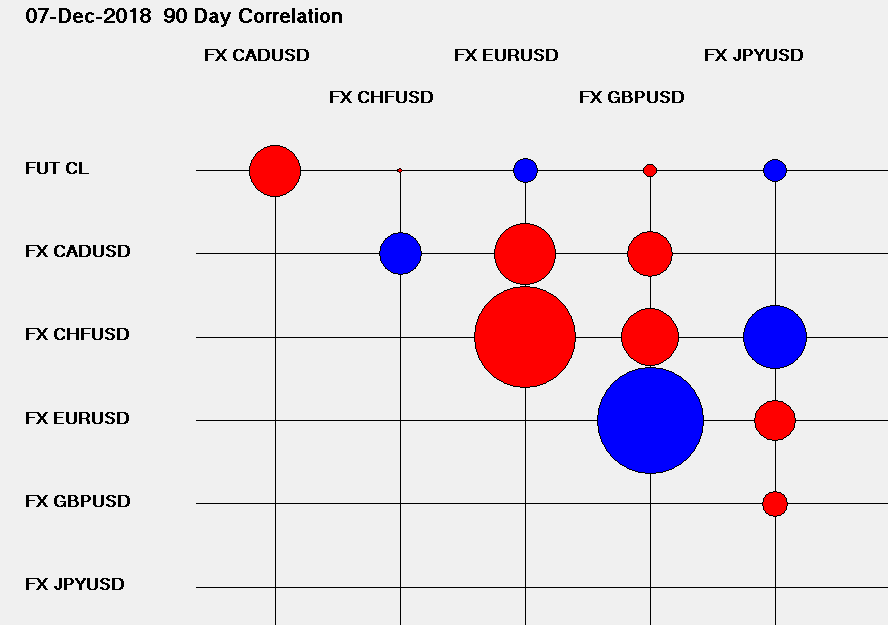 07-Dec-2018  90 Day Correlation
FX CADUSD FX EURUSD FX JPYUSD
FX CHFUSD FX GBPUSD
FUT CL
FX CADUSD
FX CHFUSD
FX EURUSD
FX GBPUSD
FX JPYUSD